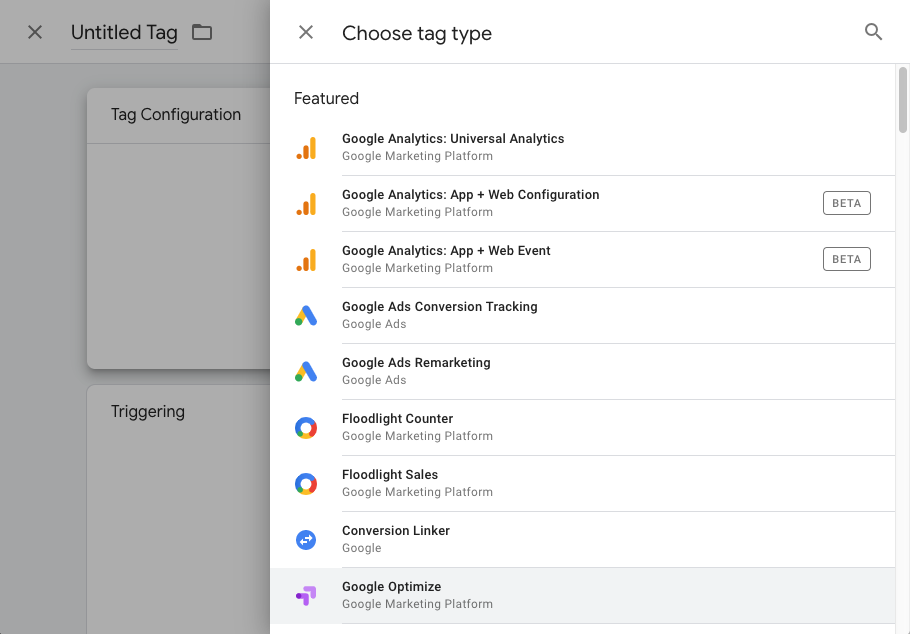 Untitled Tag
Tag Configuration
Triggering
Choose tag type
Featured
Google Analytics: Universal Analytics
Google Marketing Platform
Google Analytics: App + Web Configuration
Google Marketing Platform
BETA
Google Analytics: App + Web Event
Google Marketing Platform
BETA
Google Ads Conversion Tracking
Google Ads
Google Ads Remarketing
Google Ads
Floodlight Counter
Google Marketing Platform
Floodlight Sales
Google Marketing Platform
Conversion Linker
Google
Google Optimize
Google Marketing Platform